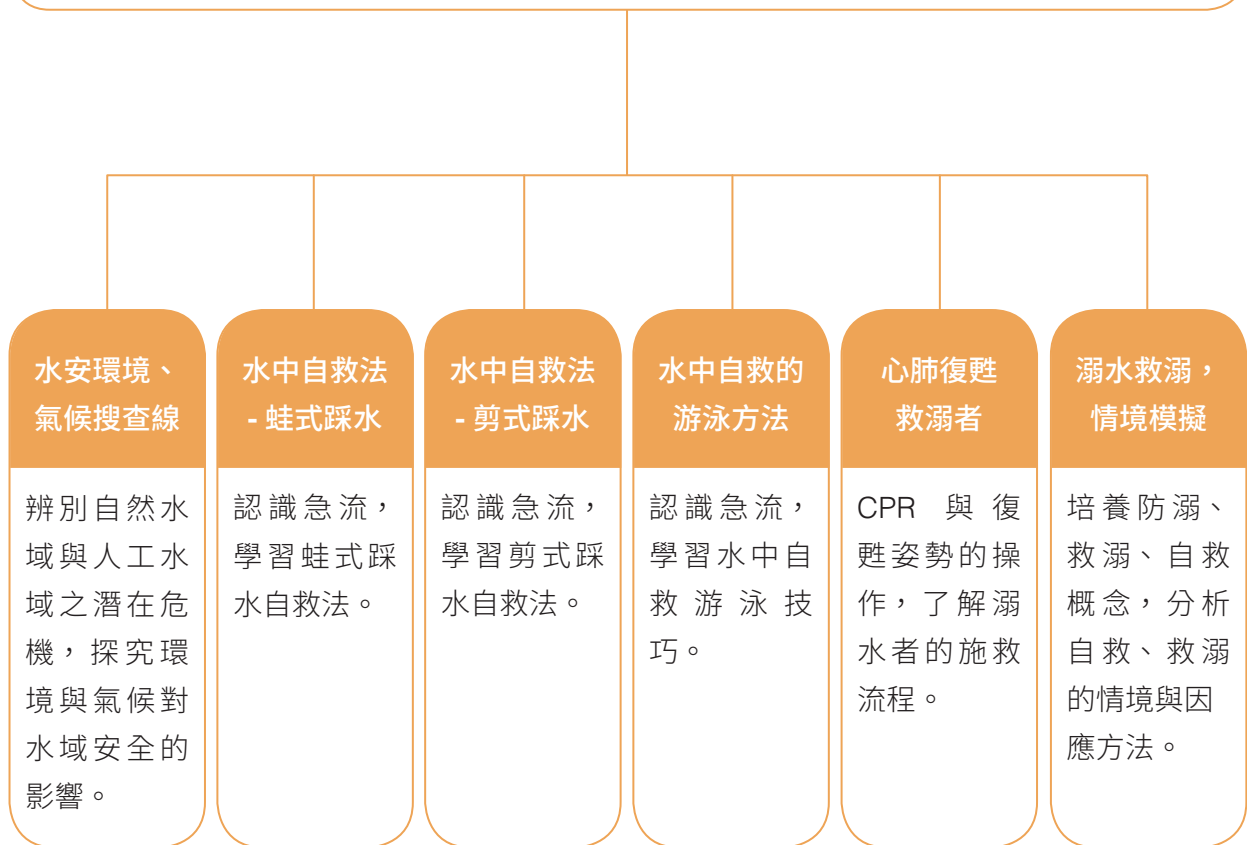 水安環境、
氣候搜查線
辨別自然水
域與人工水
域之潛在危
機，探究環
境與氣候對
水域安全的
影響。
水中自救法
- 蛙式踩水
認識急流，
學習蛙式踩
水自救法。
水中自救法
- 剪式踩水
認識急流，
學習剪式踩
水自救法。
水中自救的
游泳方法
認識急流，
學習水中自
救游泳技
巧。
心肺復甦
救溺者
CPR 與復
甦姿勢的操
作，了解溺
水者的施救
流程。
溺水救溺，
情境模擬
培養防溺、
救溺、自救
概念，分析
自救、救溺
的情境與因
應方法。